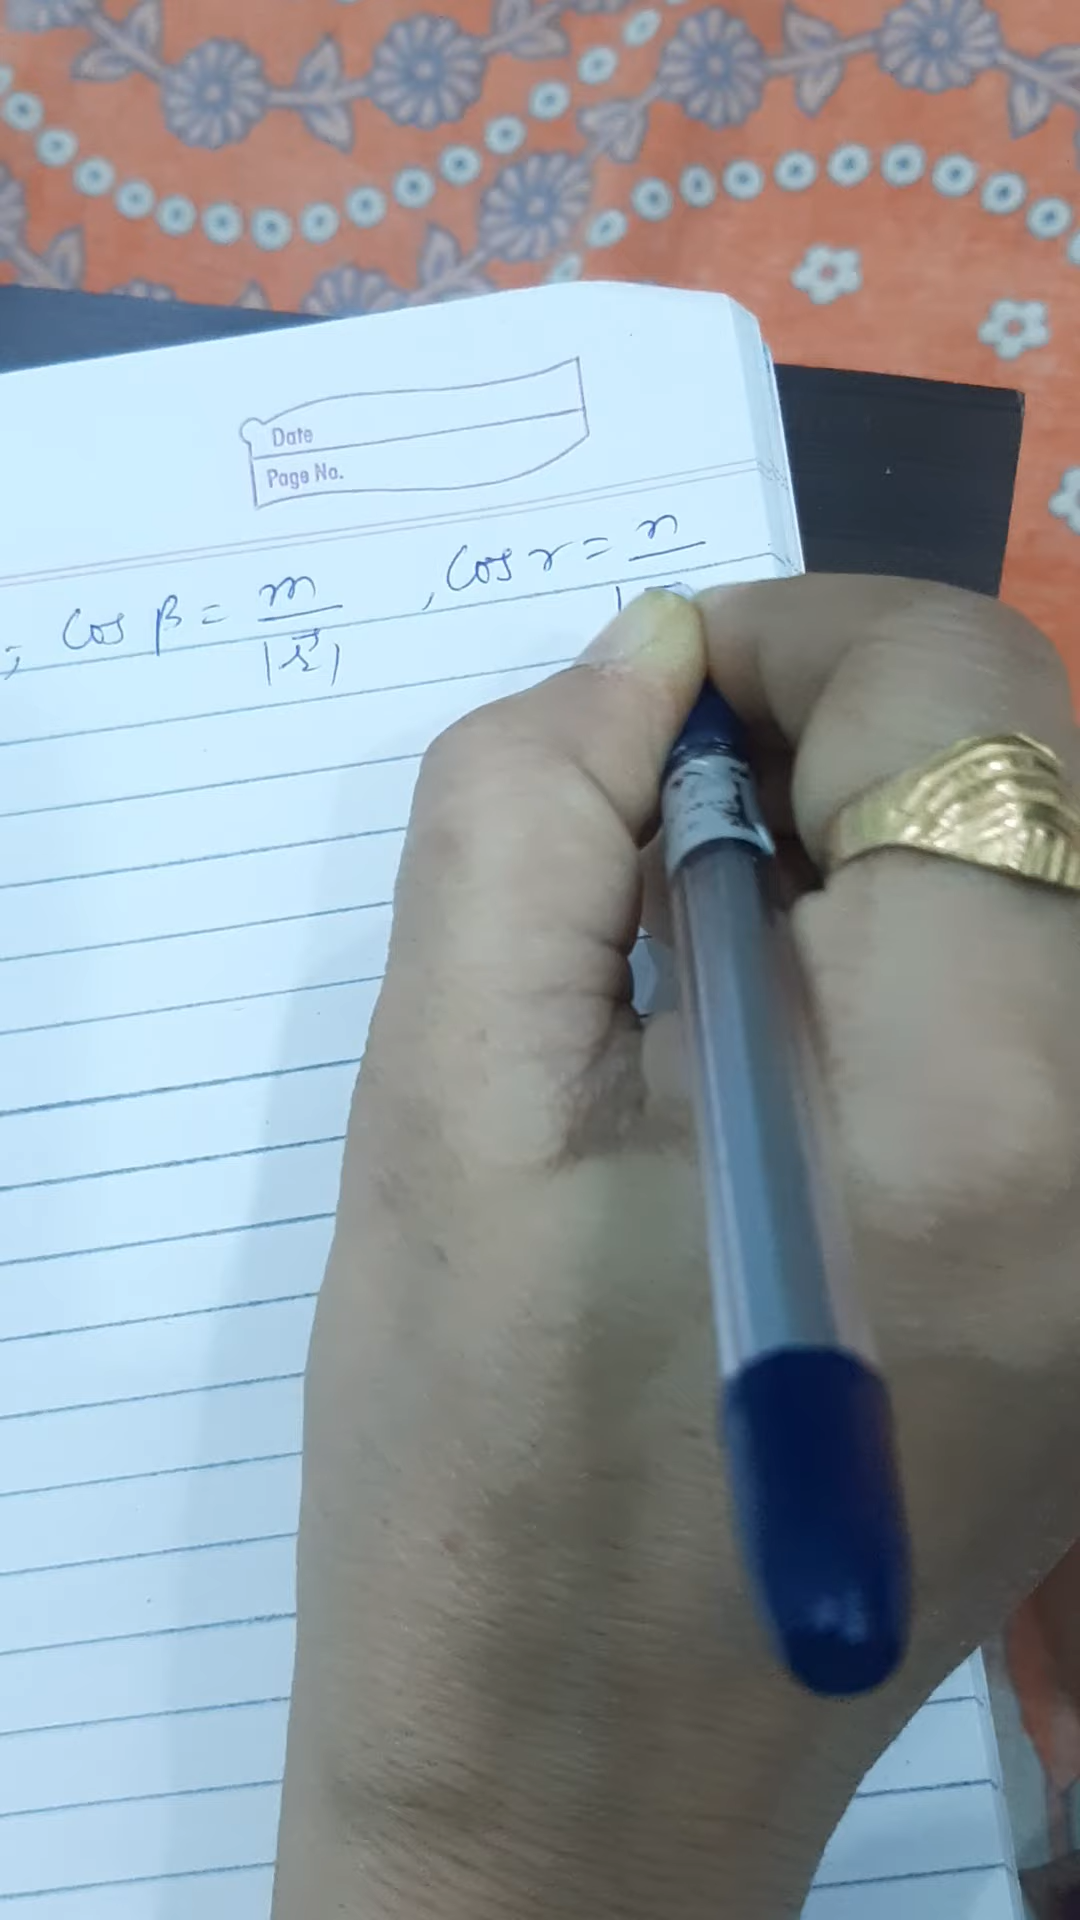 Date
Page No.
; cos β = m/|r⃗| , cos r = n/|